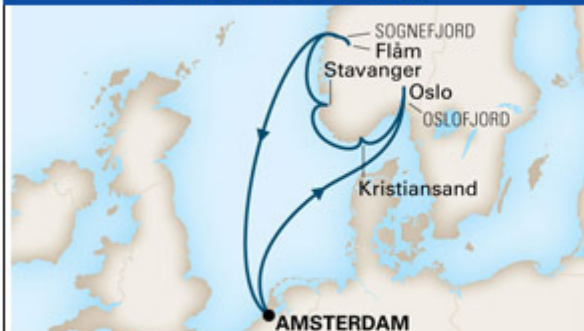 SOGNEFJORD
Flåm
Stavanger
Oslo
OSLOFJORD
Kristiansand
AMSTERDAM